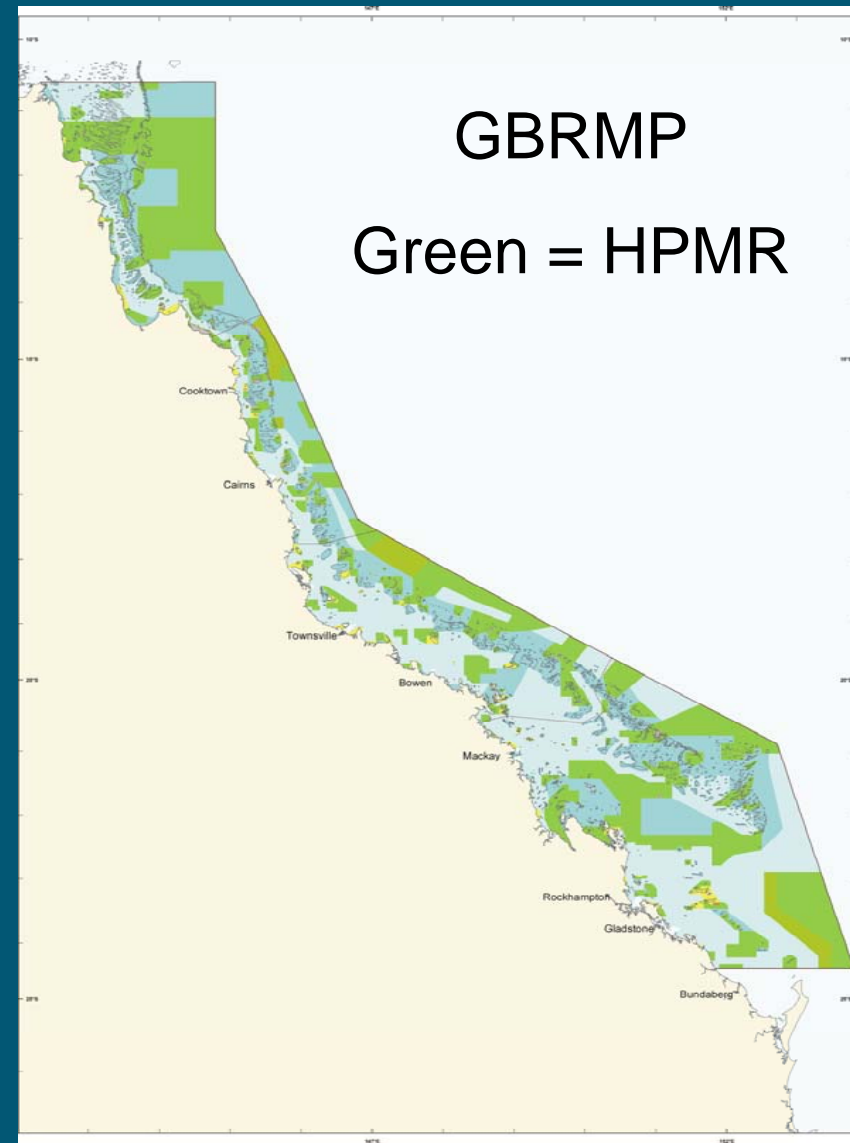 GBRMP
Green = HPMR
Cooktown
Cairns
Townsville
Bowen
Mackay
Rockhampton
Gladstone
Bundaberg